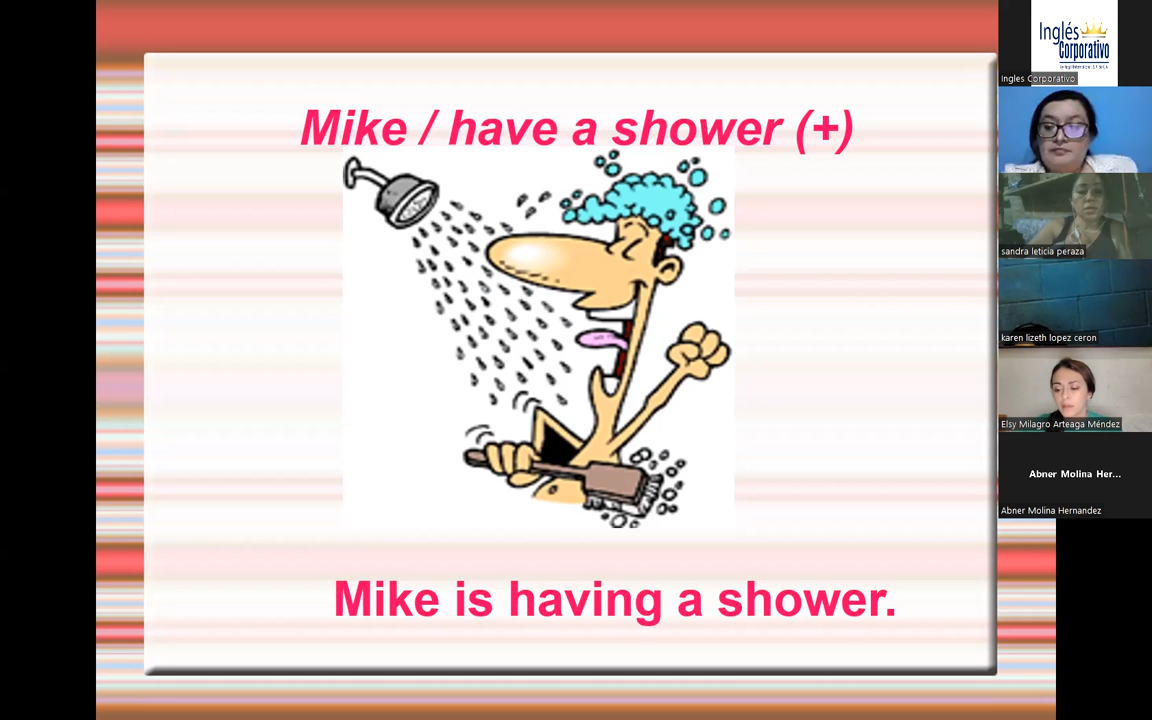 Mike / have a shower (+)
Mike is having a shower.
Inglés
Corporativo
Ingles Corporativo
sandra leticia peraza
karen lizeth lopez ceron
Elsy Milagro Arteaga Méndez
Abner Molina Her...
Abner Molina Hernandez